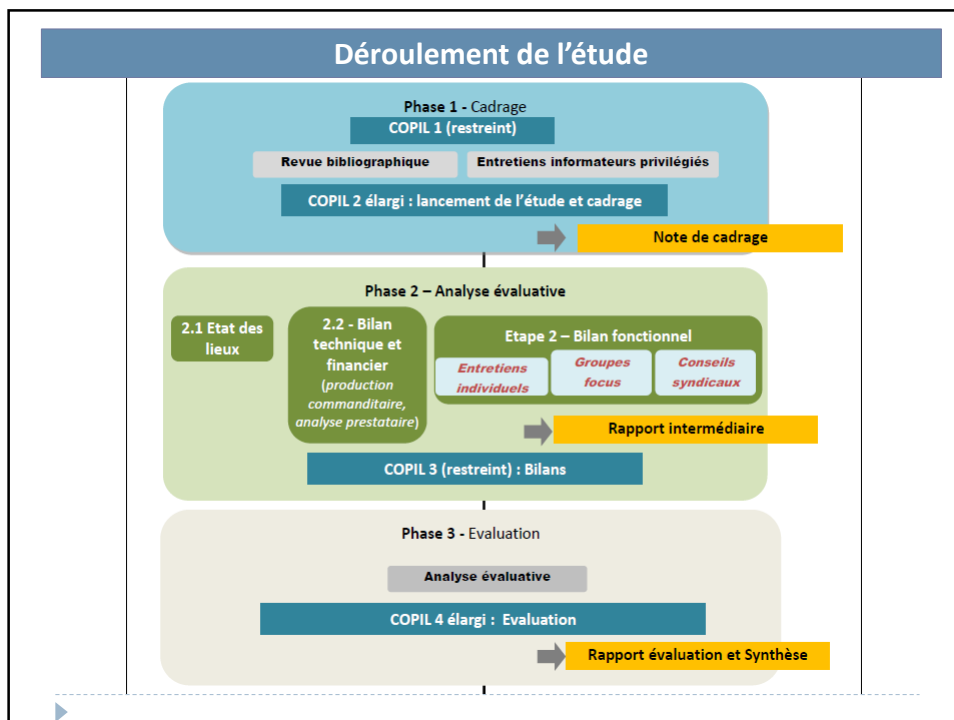 Déroulement de l'étude
Phase 1 - Cadrage
COPIL 1 (restreint)
Revue bibliographique
Entretiens informateurs privilégiés
COPIL 2 élargi : lancement de l'étude et cadrage
Note de cadrage
Phase 2 – Analyse évaluative
2.1 Etat des
lieux
2.2 - Bilan
technique et
financier
(production
commanditaire,
analyse prestataire)
Etape 2 – Bilan fonctionnel
Entretiens
individuels
Groupes
focus
Conseils
syndicaux
Rapport intermédiaire
COPIL 3 (restreint) : Bilans
Phase 3 - Evaluation
Analyse évaluative
COPIL 4 élargi : Evaluation
Rapport évaluation et Synthèse